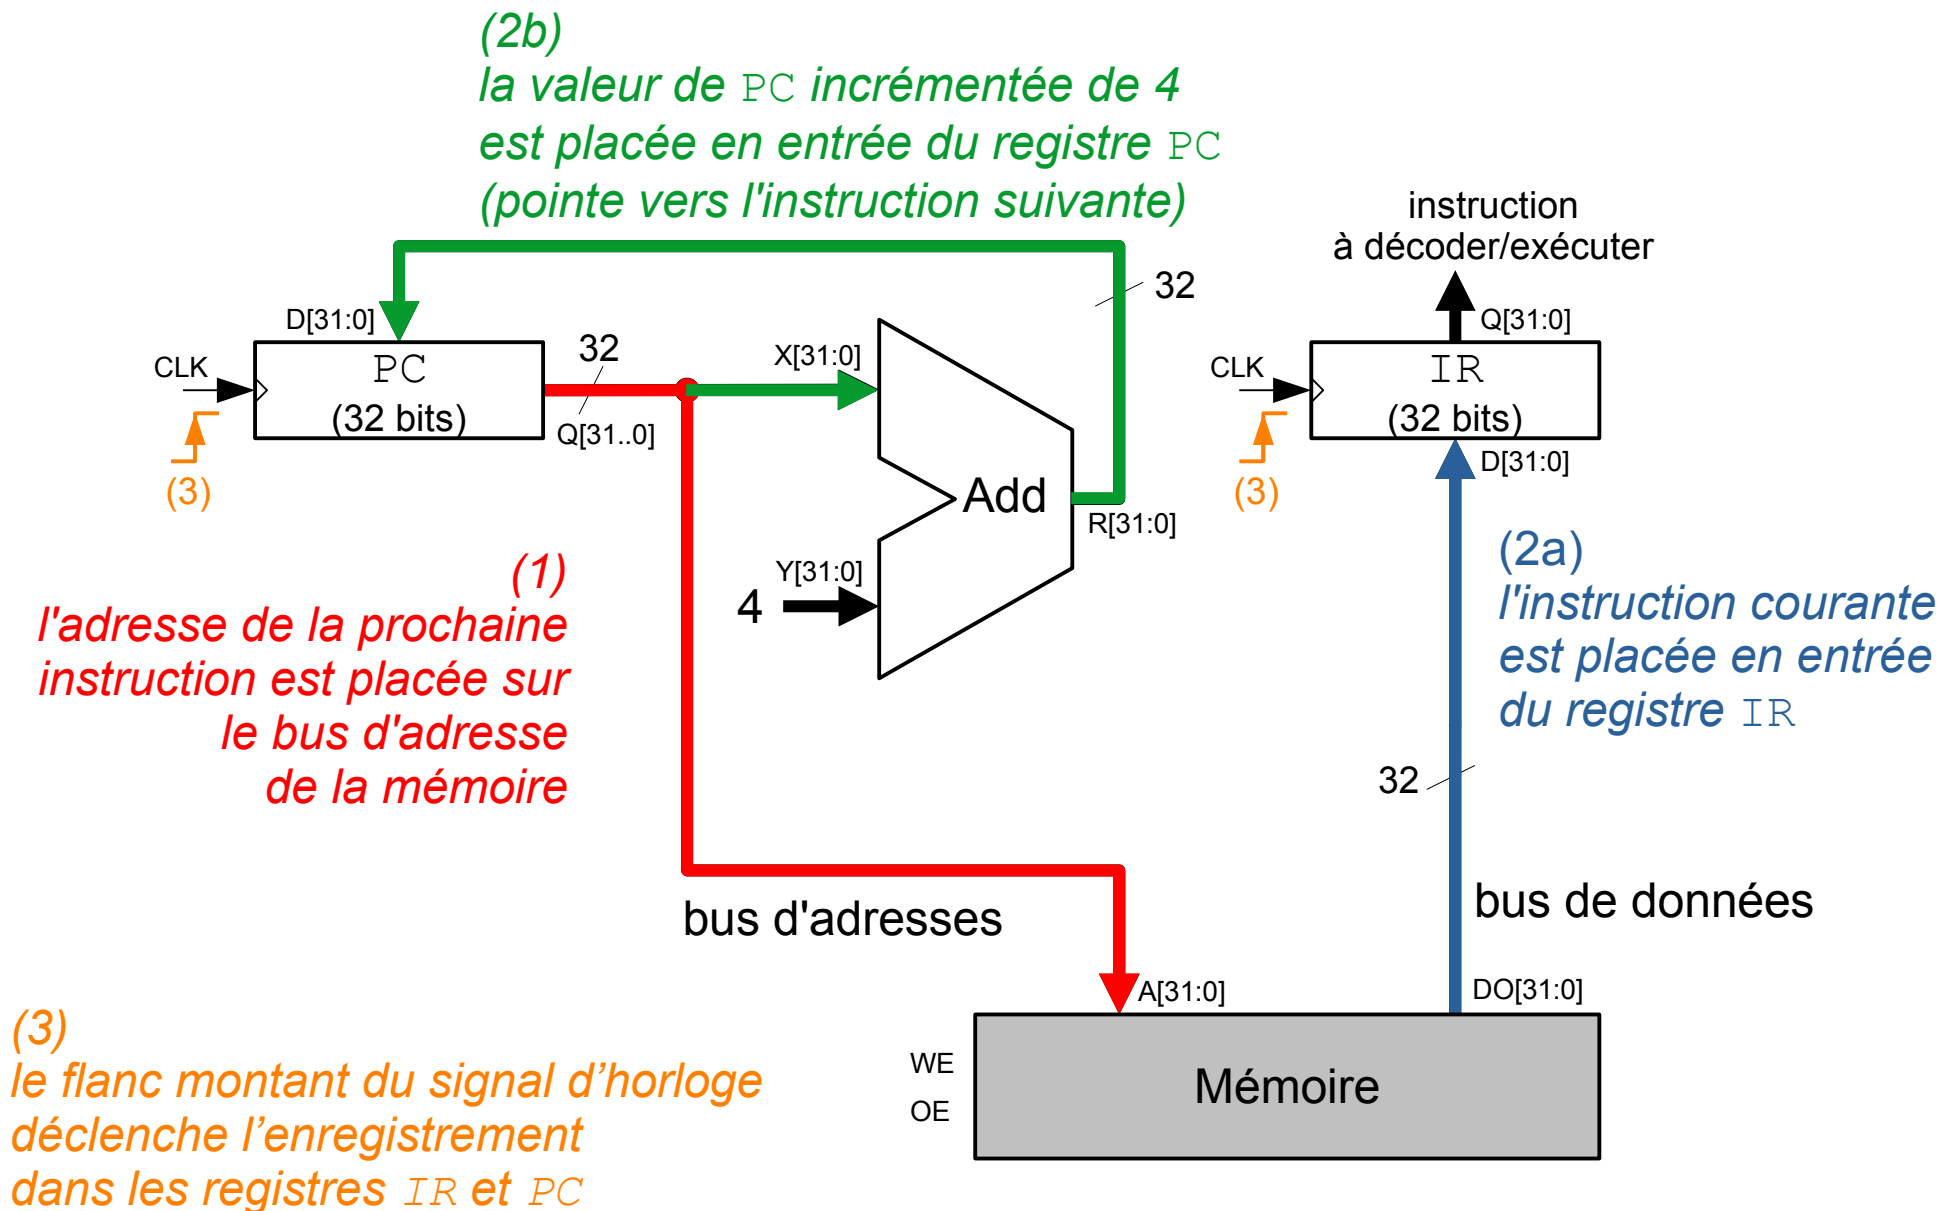 (2b)
la valeur de PC incrémentée de 4
est placée en entrée du registre PC
(pointe vers l'instruction suivante)
instruction
à décoder/exécuter
32
D[31:0]
Q[31:0]
CLK
PC
(32 bits)
32
Q[31..0]
X[31:0]
CLK
IR
(32 bits)
D[31:0]
(3)
(3)
Add
R[31:0]
Y[31:0]
4
(1)
l'adresse de la prochaine
instruction est placée sur
le bus d'adresse
de la mémoire
(2a)
l'instruction courante
est placée en entrée
du registre IR
32
bus d'adresses
bus de données
A[31:0]
DO[31:0]
WE
OE
Mémoire
(3)
le flanc montant du signal d’horloge
déclenche l’enregistrement
dans les registres IR et PC